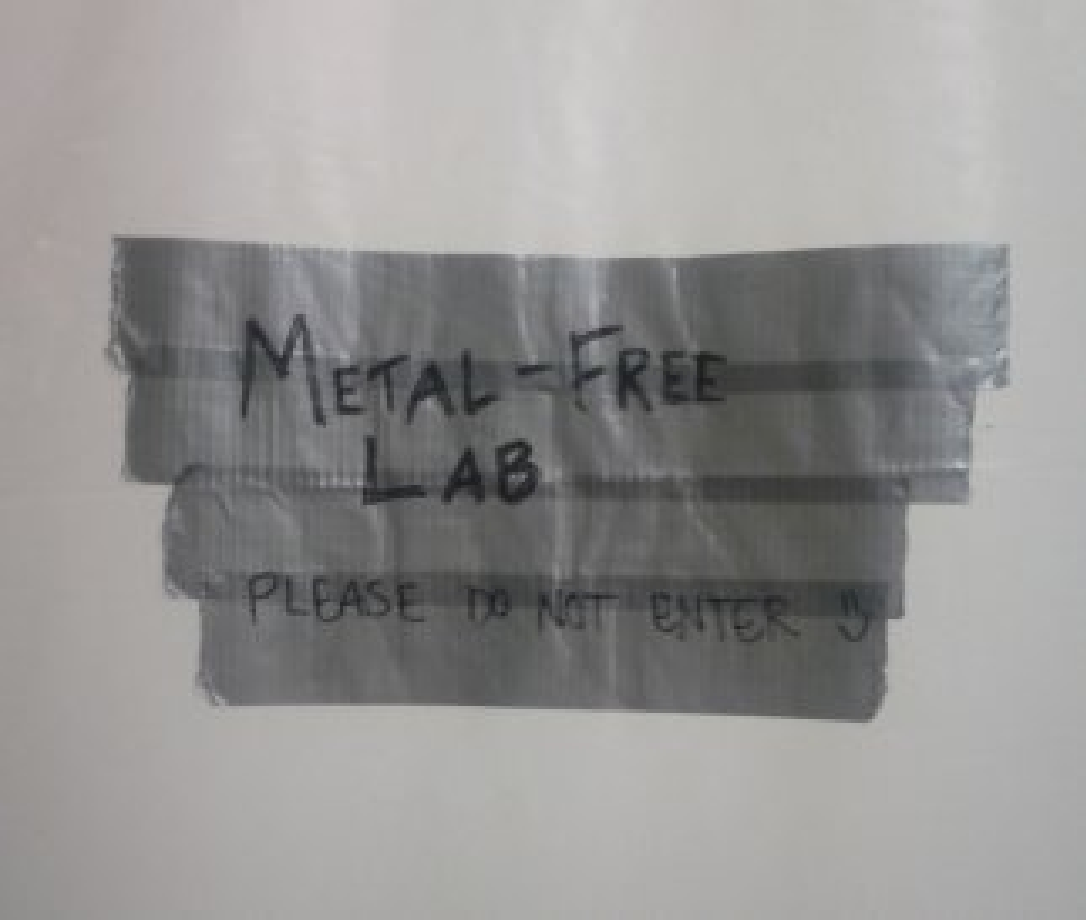 METAL-FREE
LAB
PLEASE DO NOT ENTER :)